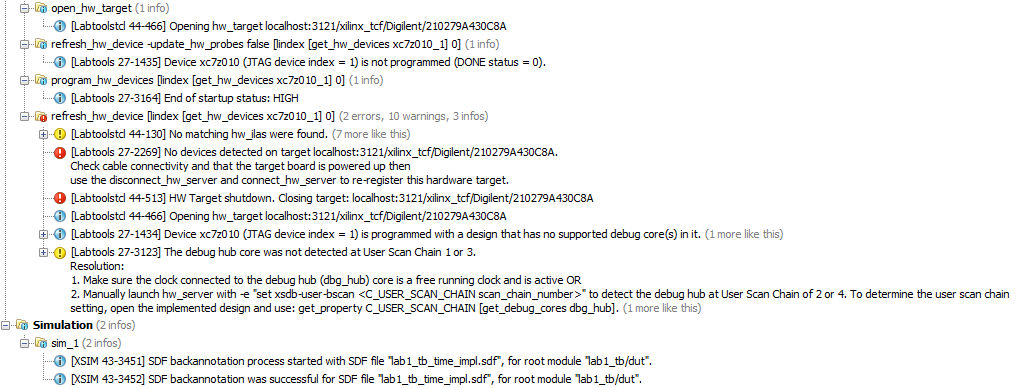 open_hw_target (1 info)
[Labtoolstcl 44-466] Opening hw_target localhost:3121/xilinx_tcf/Digilent/210279A430C8A
refresh_hw_device -update_hw_probes false [lindex [get_hw_devices xc7z010_1] 0] (1 info)
[Labtools 27-1435] Device xc7z010 (JTAG device index = 1) is not programmed (DONE status = 0).
program_hw_devices [lindex [get_hw_devices xc7z010_1] 0] (1 info)
[Labtools 27-3164] End of startup status: HIGH
refresh_hw_device [lindex [get_hw_devices xc7z010_1] 0] (2 errors, 10 warnings, 3 infos)
[Labtoolstcl 44-130] No matching hw_ilas were found. (7 more like this)
[Labtools 27-2269] No devices detected on target localhost:3121/xilinx_tcf/Digilent/210279A430C8A.
Check cable connectivity and that the target board is powered up then
use the disconnect_hw_server and connect_hw_server to re-register this hardware target.
[Labtoolstcl 44-513] HW Target shutdown. Closing target: localhost:3121/xilinx_tcf/Digilent/210279A430C8A
[Labtoolstcl 44-466] Opening hw_target localhost:3121/xilinx_tcf/Digilent/210279A430C8A
[Labtools 27-1434] Device xc7z010 (JTAG device index = 1) is programmed with a design that has no supported debug core(s) in it. (1 more like this)
[Labtools 27-3123] The debug hub core was not detected at User Scan Chain 1 or 3.
Resolution:
1. Make sure the clock connected to the debug hub (dbg_hub) core is a free running clock and is active OR
2. Manually launch hw_server with -e "set xsdb-user-bscan <C_USER_SCAN_CHAIN scan_chain_number>" to detect the debug hub at User Scan Chain of 2 or 4. To determine the user scan chain
setting, open the implemented design and use: get_property C_USER_SCAN_CHAIN [get_debug_cores dbg_hub]. (1 more like this)
Simulation (2 infos)
sim_1 (2 infos)
[XSIM 43-3451] SDF backannotation process started with SDF file "lab1_tb_time_impl.sdf", for root module "lab1_tb/dut".
[XSIM 43-3452] SDF backannotation was successful for SDF file "lab1_tb_time_impl.sdf", for root module "lab1_tb/dut".